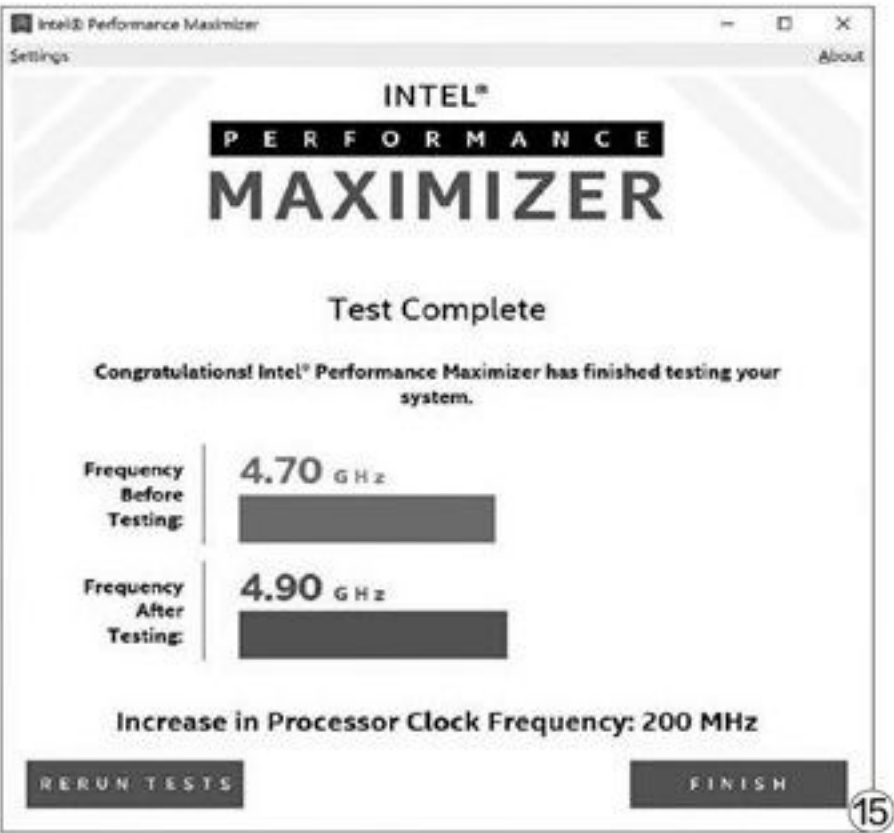 Intel® Performance Maximizer
Settings About
INTEL®
PERFORMANCE
MAXIMIZER
Test Complete
Congratulations! Intel® Performance Maximizer has finished testing your
system.
Frequency
Before
Testing:
4.70 GHz
Frequency
After
Testing:
4.90 GHz
Increase in Processor Clock Frequency: 200 MHz
RERUN TESTS
FINISH
⑮